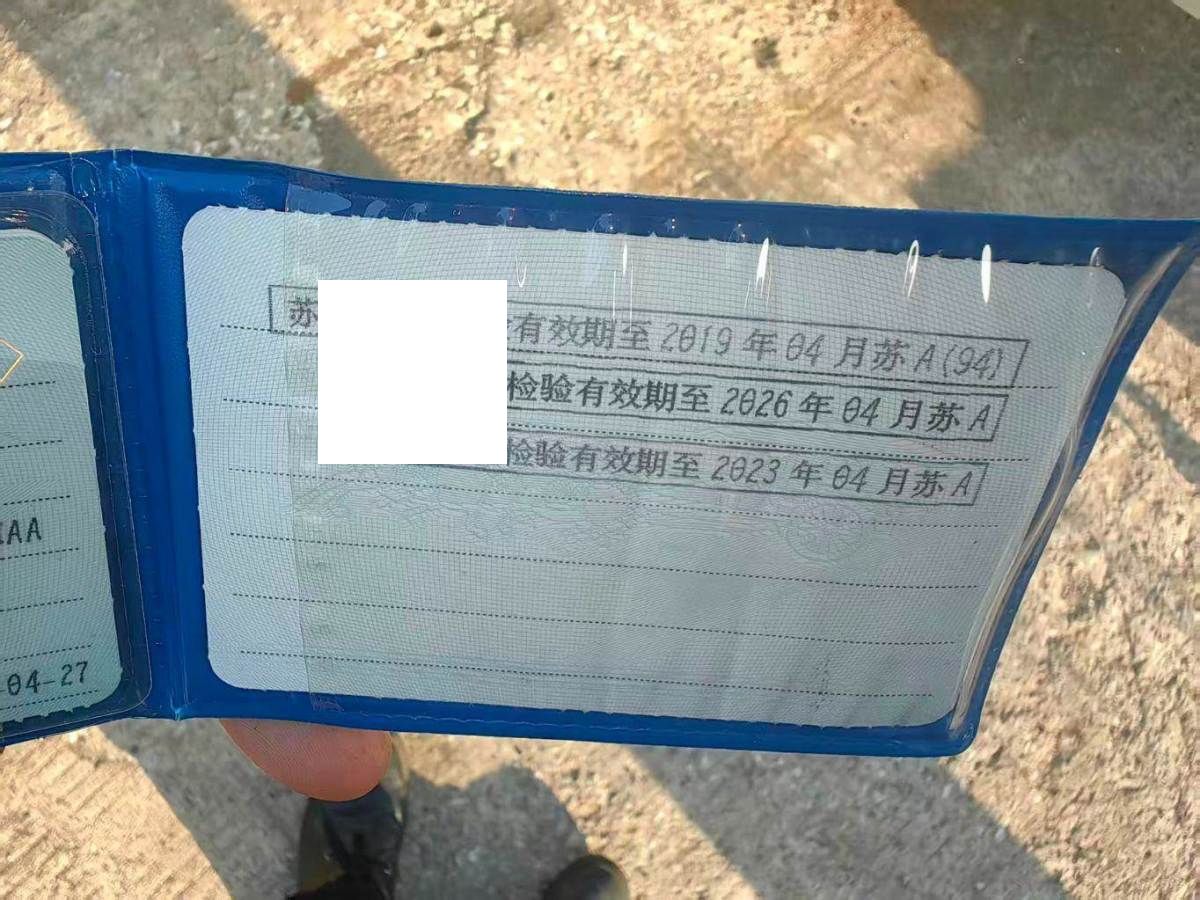 苏
有效期至 2019 年 04 月苏 A(94)
检验有效期至 2026 年 04 月苏 A
检验有效期至 2023 年 04 月苏 A
AA
-04-27